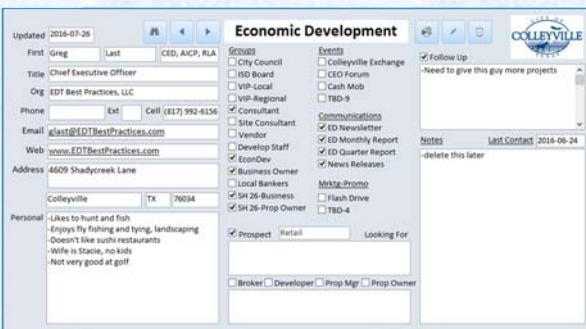 Economic Development
CITY OF
COLLEYVILLE
TEXAS
Updated 2016-07-26
First Greg Last CED, AICP, RLA
Title Chief Executive Officer
Org EDT Best Practices, LLC
Phone Ext Cell (817) 992-6156
Email glast@EDTBestPractices.com
Web www.EDTBestPractices.com
Address 4609 Shadycreek Lane
Colleyville TX 76034
Personal -Likes to hunt and fish
-Enjoys fly fishing and tying, landscaping
-Doesn't like sushi restaurants
-Wife is Stacie, no kids
-Not very good at golf
Groups
City Council
ISD Board
VIP-Local
VIP-Regional
Consultant
Site Consultant
Vendor
Develop Staff
EconDev
Business Owner
Local Bankers
SH 26-Business
SH 26-Prop Owner
Events
Colleyville Exchange
CEO Forum
Cash Mob
TBD-9
Communications
ED Newsletter
ED Monthly Report
ED Quarter Report
News Releases
Mrktg-Promo
Flash Drive
TBD-4
Prospect Retail Looking For
Broker Developer Prop Mgr Prop Owner
Follow Up
-Need to give this guy more projects
Notes Last Contact 2016-06-24
-delete this later